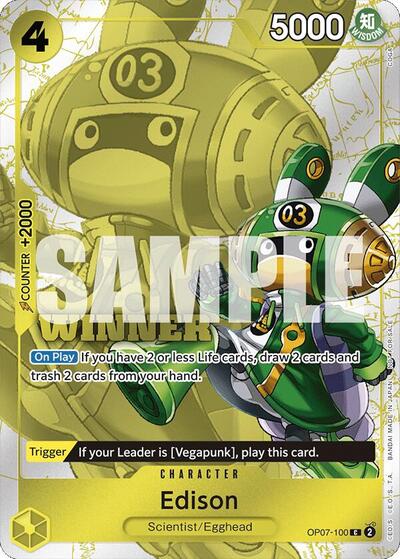 4
5000
知
WISDOM
03
03
COUNTER +2000
SAMPLE
WINNER
On Play If you have 2 or less Life cards, draw 2 cards and
trash 2 cards from your hand.
Trigger If your Leader is [Vegapunk], play this card.
CHARACTER
Edison
Scientist/Egghead
OP07-100 C 2